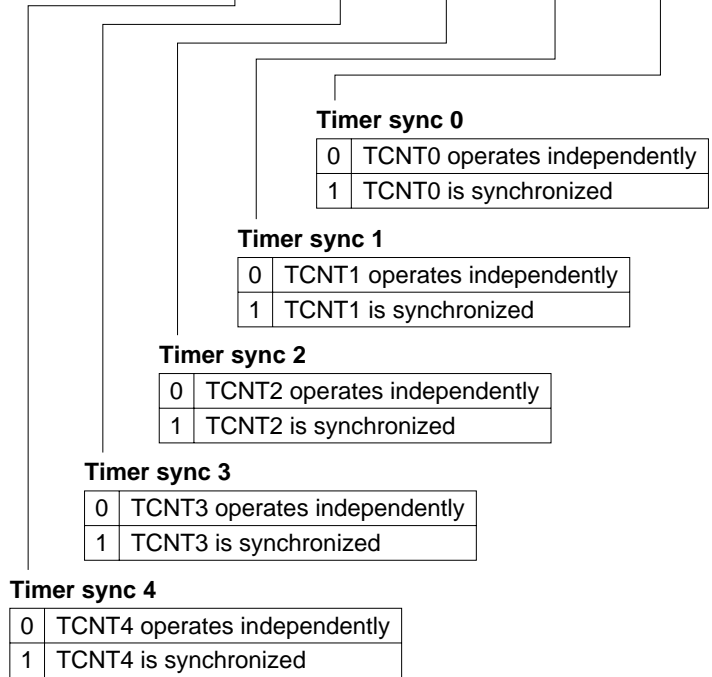 Timer sync 0
0 TCNT0 operates independently
1 TCNT0 is synchronized
Timer sync 1
0 TCNT1 operates independently
1 TCNT1 is synchronized
Timer sync 2
0 TCNT2 operates independently
1 TCNT2 is synchronized
Timer sync 3
0 TCNT3 operates independently
1 TCNT3 is synchronized
Timer sync 4
0 TCNT4 operates independently
1 TCNT4 is synchronized